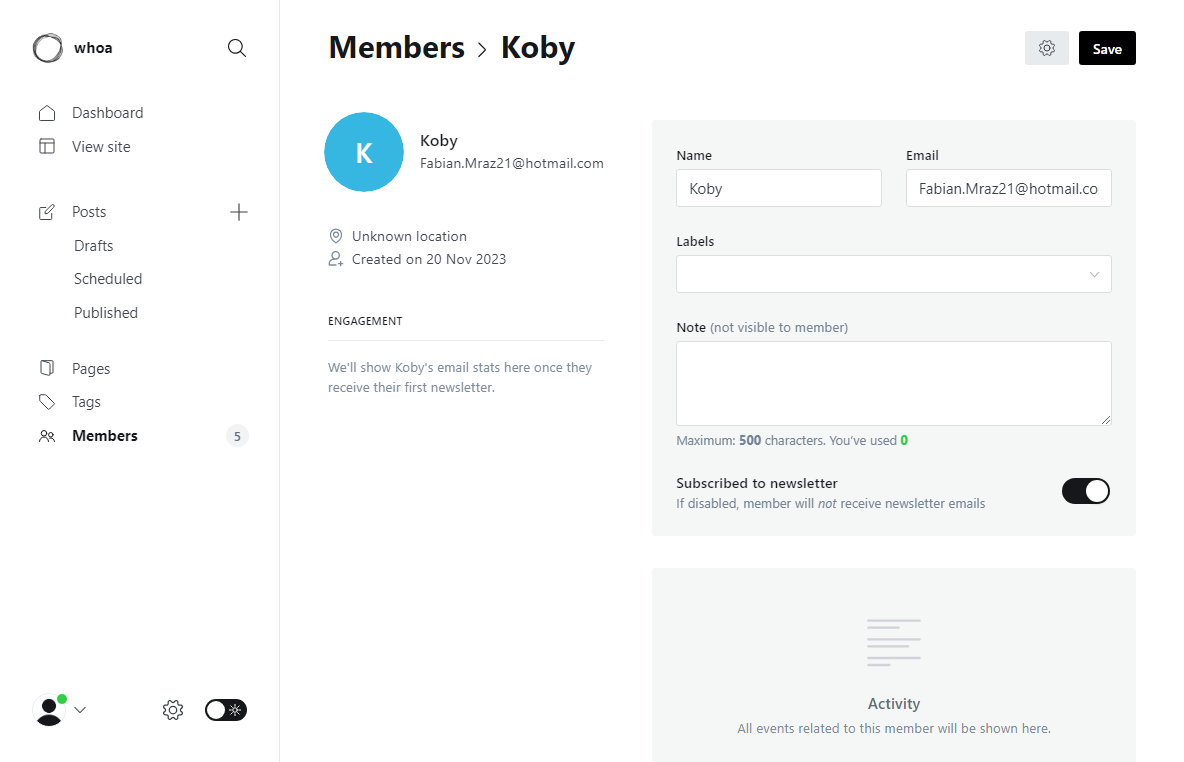 whoa
Dashboard
View site
Posts
Drafts
Scheduled
Published
Pages
Tags
Members 5
Members > Koby
Save
K
Koby
Fabian.Mraz21@hotmail.com
Unknown location
Created on 20 Nov 2023
ENGAGEMENT
We'll show Koby's email stats here once they
receive their first newsletter.
Name Email
Koby Fabian.Mraz21@hotmail.co
Labels
Note (not visible to member)
Maximum: 500 characters. You've used 0
Subscribed to newsletter
If disabled, member will not receive newsletter emails
Activity
All events related to this member will be shown here.